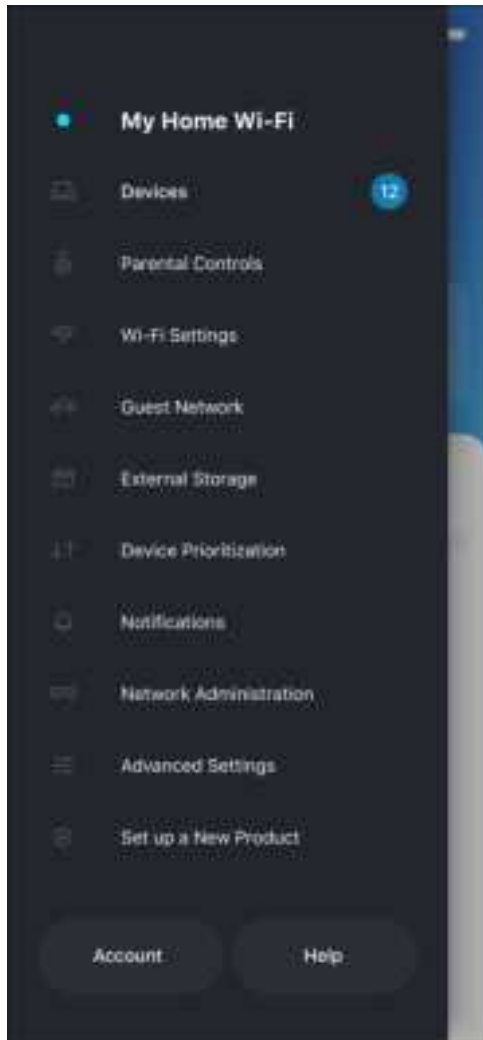 My Home Wi-Fi
Devices 12
Parental Controls
Wi-Fi Settings
Guest Network
External Storage
Device Prioritization
Notifications
Network Administration
Advanced Settings
Set up a New Product
Account Help